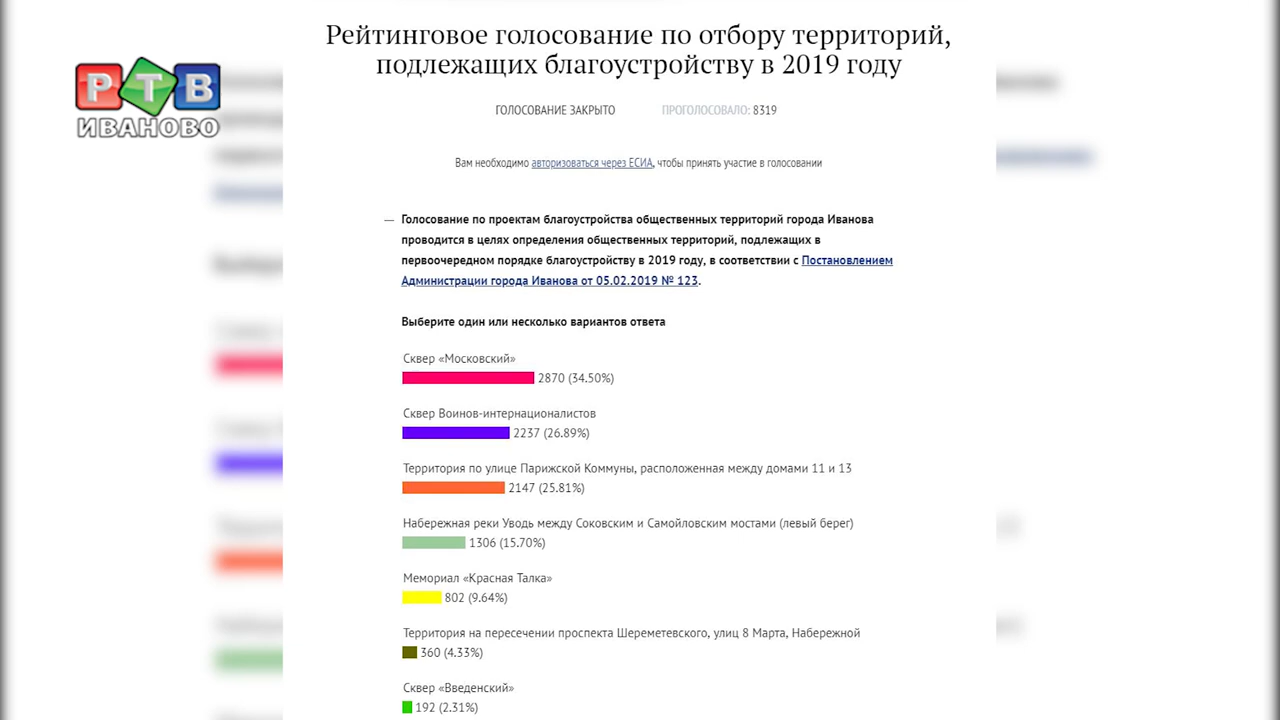 Рейтинговое голосование по отбору территорий,
подлежащих благоустройству в 2019 году
РТВ
ИВАНОВО
ГОЛОСОВАНИЕ ЗАКРЫТО ПРОГОЛОСОВАЛО: 8319
Вам необходимо авторизоваться через ЕСИА, чтобы принять участие в голосовании
— Голосование по проектам благоустройства общественных территорий города Иванова
проводится в целях определения общественных территорий, подлежащих в
первоочередном порядке благоустройству в 2019 году, в соответствии с Постановлением
Администрации города Иванова от 05.02.2019 № 123.
Выберите один или несколько вариантов ответа
Сквер «Московский»
2870 (34.50%)
Сквер Воинов-интернационалистов
2237 (26.89%)
Территория по улице Парижской Коммуны, расположенная между домами 11 и 13
2147 (25.81%)
Набережная реки Уводь между Соковским и Самойловским мостами (левый берег)
1306 (15.70%)
Мемориал «Красная Талка»
802 (9.64%)
Территория на пересечении проспекта Шереметевского, улиц 8 Марта, Набережной
360 (4.33%)
Сквер «Введенский»
192 (2.31%)